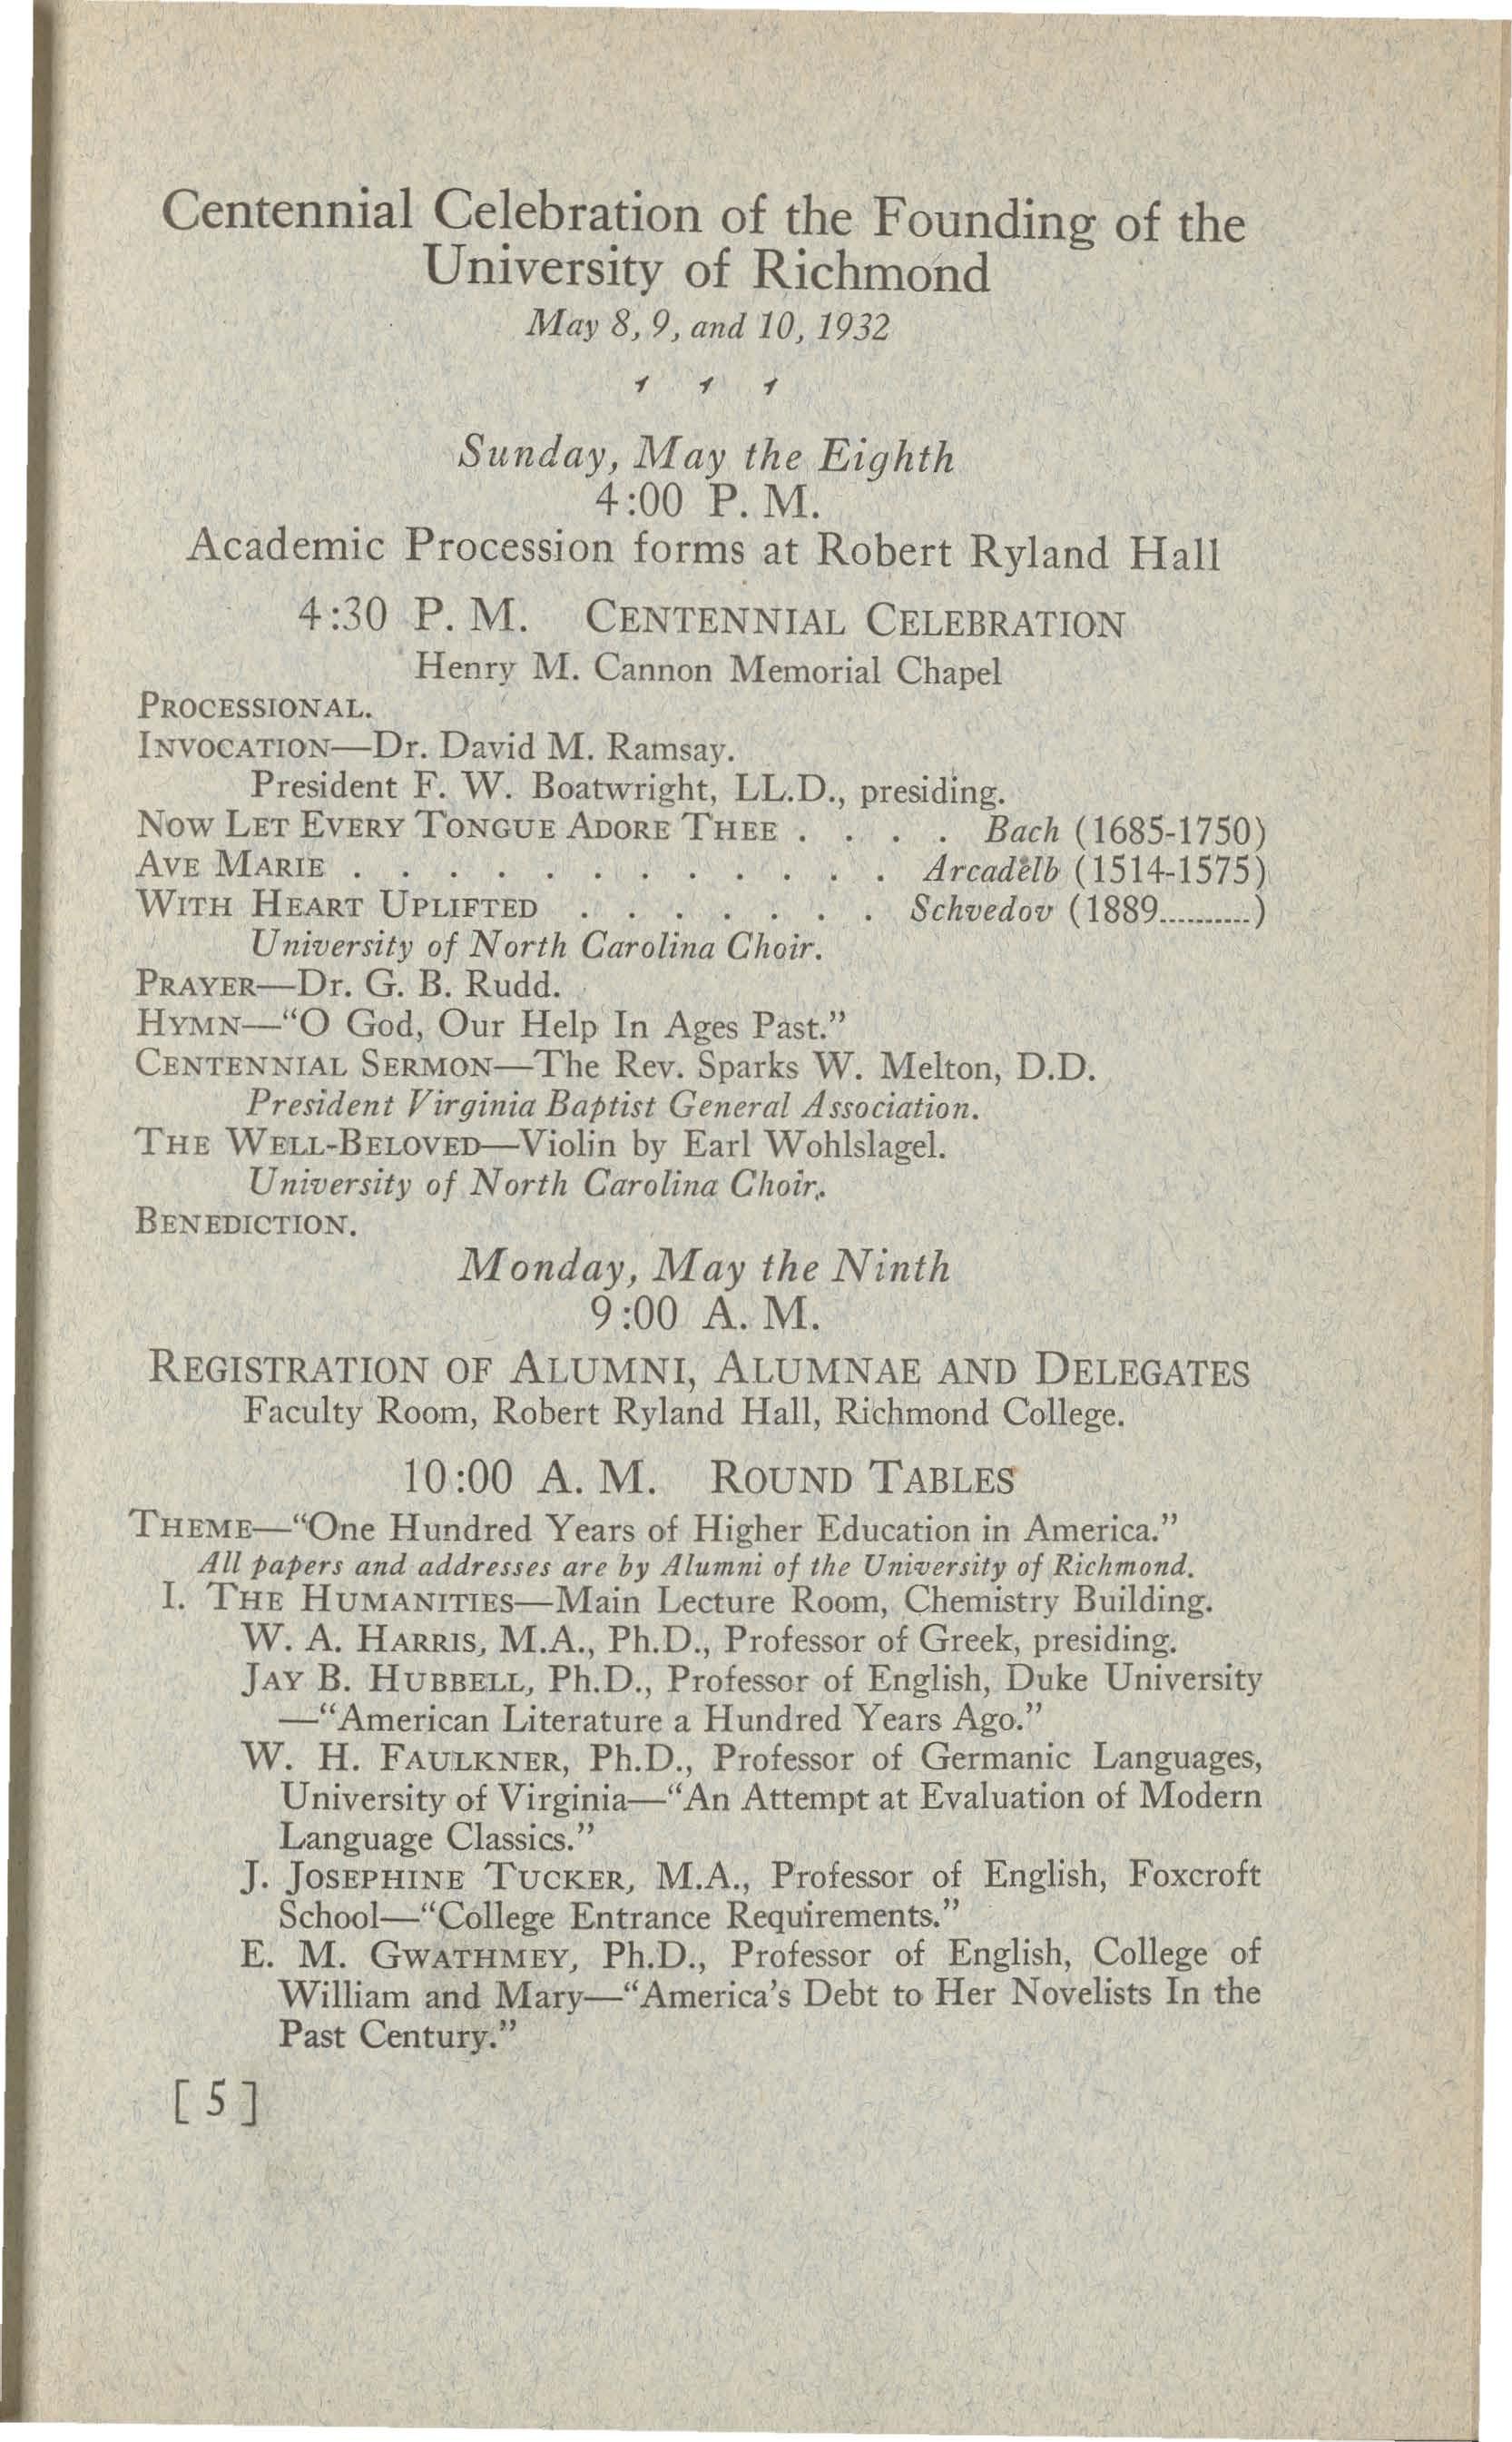 Centennial Celebration of the Founding of the
University of Richmond
May 8, 9, and 10, 1932
Sunday, May the Eighth
4:00 P. M.
Academic Procession forms at Robert Ryland Hall
4:30 P. M. CENTENNIAL CELEBRATION
Henry M. Cannon Memorial Chapel
PROCESSIONAL.
INVOCATION—Dr. David M. Ramsay.
President F. W. Boatwright, LL.D., presiding.
NOW LET EVERY TONGUE ADORE THEE . . . . Bach (1685-1750)
AVE MARIE . . . . . . . . . . . . Arcadelb (1514-1575)
WITH HEART UPLIFTED . . . . . . . Schvedov (1889..........)
University of North Carolina Choir.
PRAYER—Dr. G. B. Rudd.
HYMN—"O God, Our Help In Ages Past."
CENTENNIAL SERMON—The Rev. Sparks W. Melton, D.D.
President Virginia Baptist General Association.
THE WELL-BELOVED—Violin by Earl Wohlslagel.
University of North Carolina Choir.
BENEDICTION.
Monday, May the Ninth
9:00 A. M.
REGISTRATION OF ALUMNI, ALUMNAE AND DELEGATES
Faculty Room, Robert Ryland Hall, Richmond College.
10:00 A. M. ROUND TABLES
THEME—"One Hundred Years of Higher Education in America."
All papers and addresses are by Alumni of the University of Richmond.
I. THE HUMANITIES—Main Lecture Room, Chemistry Building.
W. A. HARRIS, M.A., Ph.D., Professor of Greek, presiding.
JAY B. HUBBELL, Ph.D., Professor of English, Duke University
—"American Literature a Hundred Years Ago."
W. H. FAULKNER, Ph.D., Professor of Germanic Languages,
University of Virginia—"An Attempt at Evaluation of Modern
Language Classics."
J. JOSEPHINE TUCKER, M.A., Professor of English, Foxcroft
School—"College Entrance Requirements."
E. M. GWATHMEY, Ph.D., Professor of English, College of
William and Mary—"America's Debt to Her Novelists In the
Past Century."
[ 5 ]